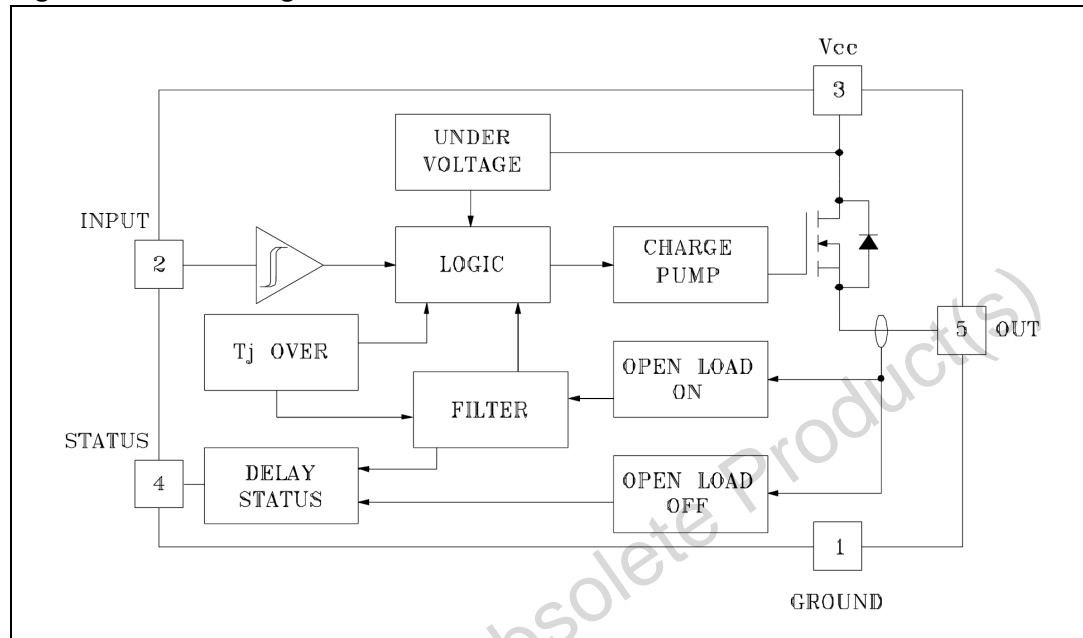 Vcc
3
UNDER
VOLTAGE
INPUT
2
LOGIC
CHARGE
PUMP
Tj OVER
5 OUT
OPEN LOAD
ON
FILTER
STATUS
4
DELAY
STATUS
OPEN LOAD
OFF
1
GROUND
bsolete Product(s)